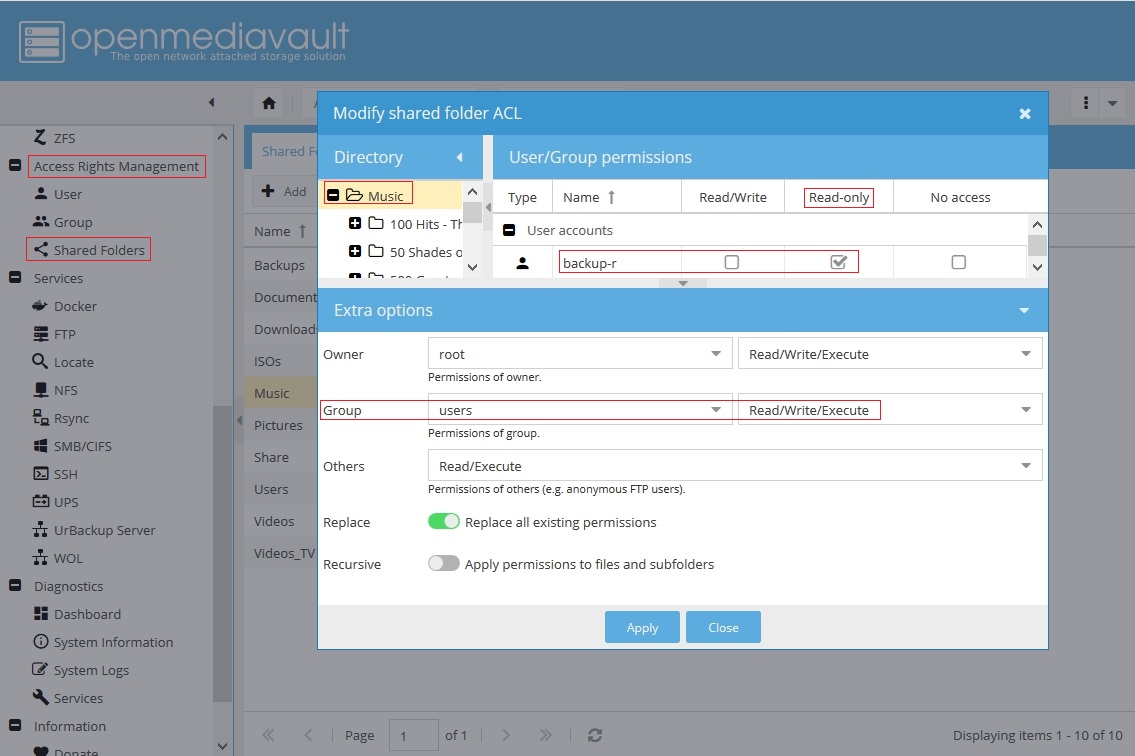 openmediavault
The open network attached storage solution
ZFS
Access Rights Management
User
Group
Shared Folders
Services
Docker
FTP
Locate
NFS
Rsync
SMB/CIFS
SSH
UPS
UrBackup Server
WOL
Diagnostics
Dashboard
System Information
System Logs
Services
Information
Donate
Shared Fo
Add
Name
Backups
Document
Download
ISOs
Music
Pictures
Share
Users
Videos
Videos_TV
Modify shared folder ACL
Directory
Music
100 Hits - Th
50 Shades o
User/Group permissions
Type Name Read/Write Read-only No access
User accounts
backup-r
Extra options
Owner root Read/Write/Execute
Permissions of owner.
Group users Read/Write/Execute
Permissions of group.
Others Read/Execute
Permissions of others (e.g. anonymous FTP users).
Replace Replace all existing permissions
Recursive Apply permissions to files and subfolders
Apply Close
Page 1 of 1
Displaying items 1 - 10 of 10